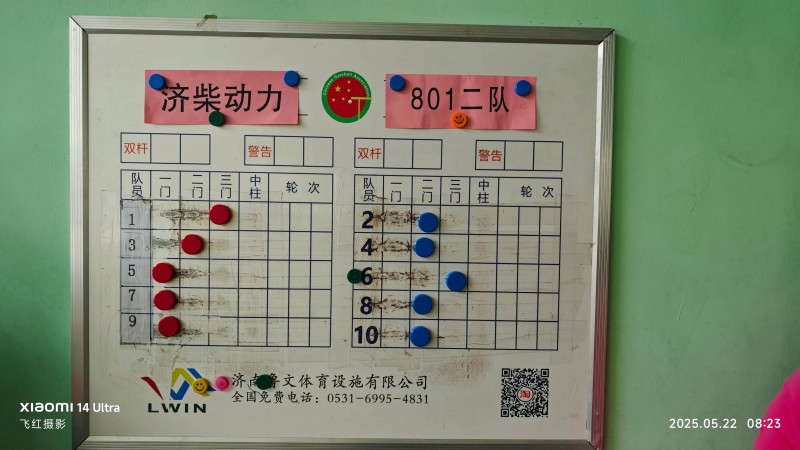 济柴动力
801二队
双杆
警告
双杆
警告
队员 一门 二门 三门 中柱 轮 次
1
3
5
7
9
队员 一门 二门 三门 中柱 轮 次
2
4
6
8
10
LWIN
济南鲁文体育设施有限公司
全国免费电话：0531-6995-4831
xiaomi 14 Ultra
飞红摄影
2025.05.22 08:23